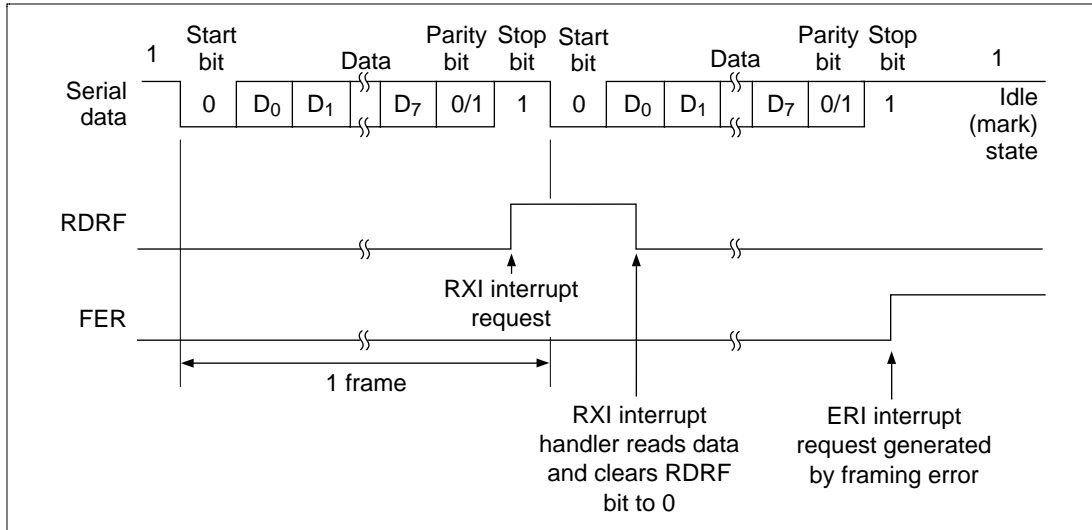 1
Start bit
Data
Parity bit
Stop bit
Start bit
Data
Parity bit
Stop bit
1
Serial data
0
D0
D1
D7
0/1
1
0
D0
D1
D7
0/1
1
Idle (mark) state
RDRF
RXI interrupt
request
FER
1 frame
RXI interrupt
handler reads data
and clears RDRF
bit to 0
ERI interrupt
request generated
by framing error